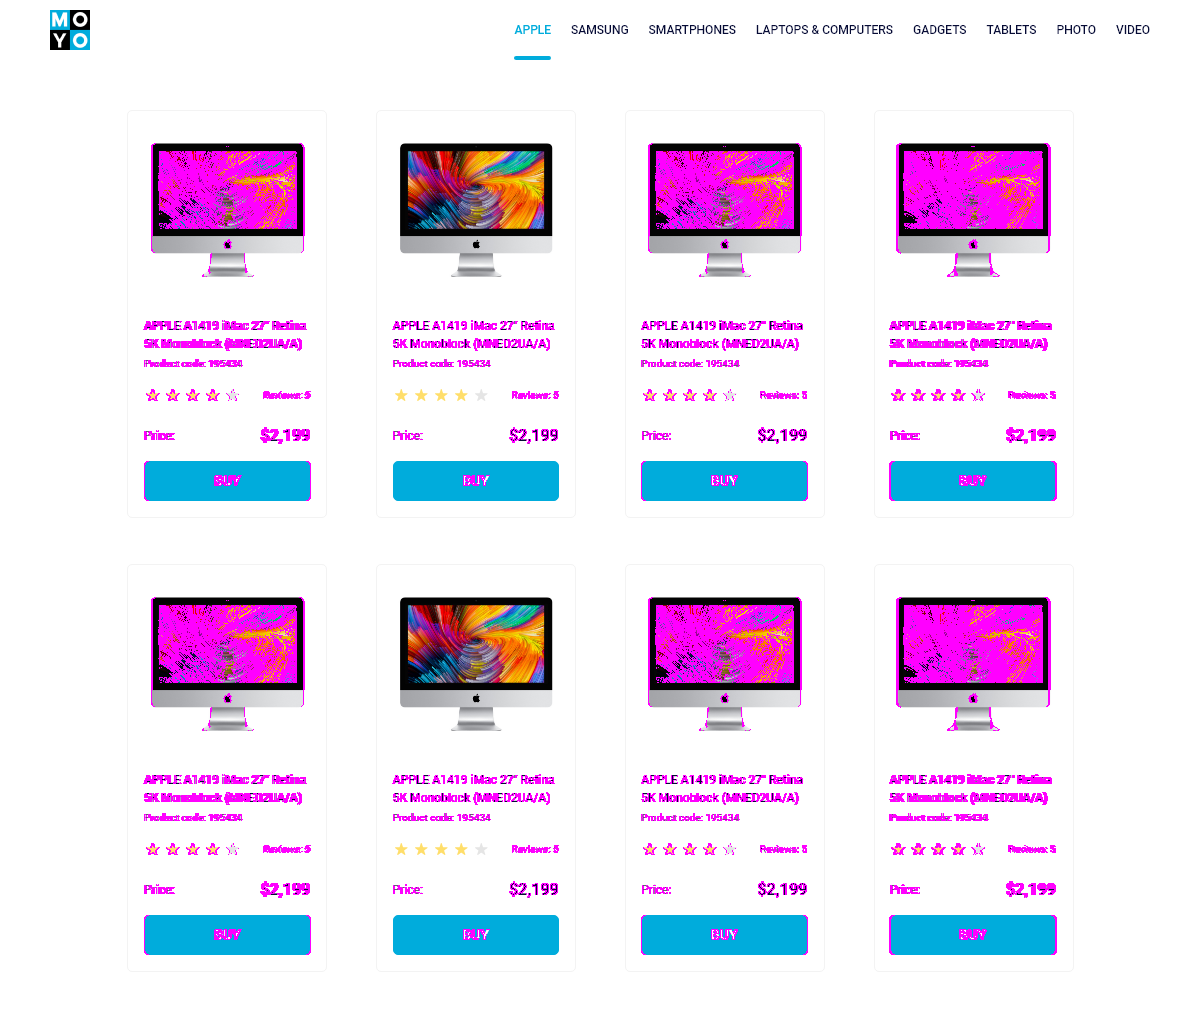 MO
YO
APPLE SAMSUNG SMARTPHONES LAPTOPS & COMPUTERS GADGETS TABLETS PHOTO VIDEO
APPLE A1419 iMac 27" Retina
5K Monoblock (MNED2UA/A)
Product code: 195434
Reviews: 5
Price: $2,199
BUY
APPLE A1419 iMac 27" Retina
5K Monoblock (MNED2UA/A)
Product code: 195434
Reviews: 5
Price: $2,199
BUY
APPLE A1419 iMac 27" Retina
5K Monoblock (MNED2UA/A)
Product code: 195434
Reviews: 5
Price: $2,199
BUY
APPLE A1419 iMac 27" Retina
5K Monoblock (MNED2UA/A)
Product code: 195434
Reviews: 5
Price: $2,199
BUY
APPLE A1419 iMac 27" Retina
5K Monoblock (MNED2UA/A)
Product code: 195434
Reviews: 5
Price: $2,199
BUY
APPLE A1419 iMac 27" Retina
5K Monoblock (MNED2UA/A)
Product code: 195434
Reviews: 5
Price: $2,199
BUY
APPLE A1419 iMac 27" Retina
5K Monoblock (MNED2UA/A)
Product code: 195434
Reviews: 5
Price: $2,199
BUY
APPLE A1419 iMac 27" Retina
5K Monoblock (MNED2UA/A)
Product code: 195434
Reviews: 5
Price: $2,199
BUY